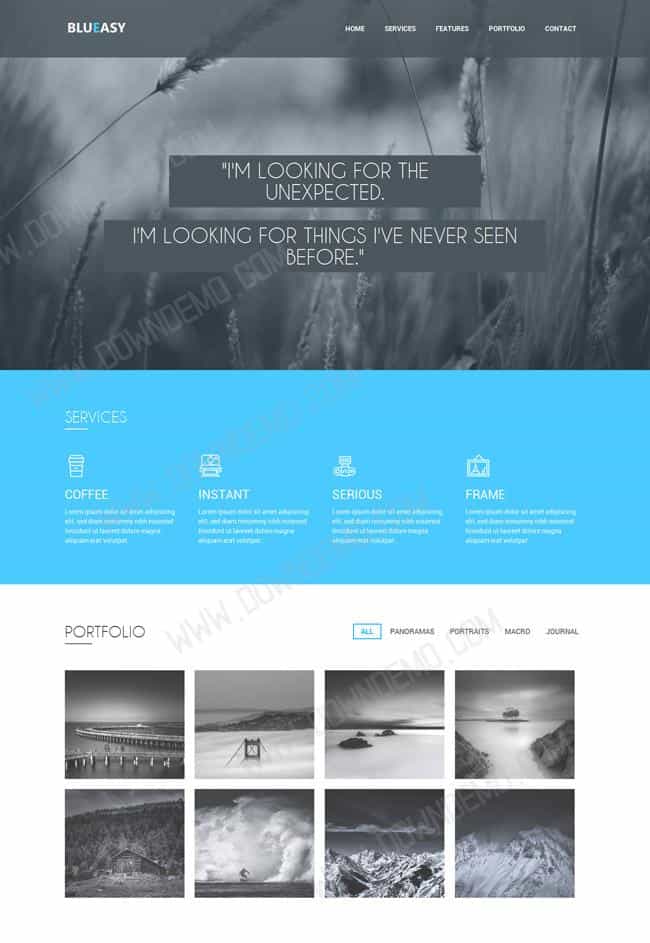 BLUEASY
HOME SERVICES FEATURES PORTFOLIO CONTACT
"I'M LOOKING FOR THE
UNEXPECTED.
I'M LOOKING FOR THINGS I'VE NEVER SEEN
BEFORE."
SERVICES
COFFEE
Lorem ipsum dolor sit amet adipiscing
elit, sed diam nonummy nibh euismod
tincidunt ut laoreet dolore magna
aliquam erat volutpat.
INSTANT
Lorem ipsum dolor sit amet adipiscing
elit, sed diam nonummy nibh euismod
tincidunt ut laoreet dolore magna
aliquam erat volutpat.
SERIOUS
Lorem ipsum dolor sit amet adipiscing
elit, sed diam nonummy nibh euismod
tincidunt ut laoreet dolore magna
aliquam erat volutpat.
FRAME
Lorem ipsum dolor sit amet adipiscing
elit, sed diam nonummy nibh euismod
tincidunt ut laoreet dolore magna
aliquam erat volutpat.
PORTFOLIO
ALL PANORAMAS PORTRAITS MACRO JOURNAL
WWW.DOWNDEMO.COM